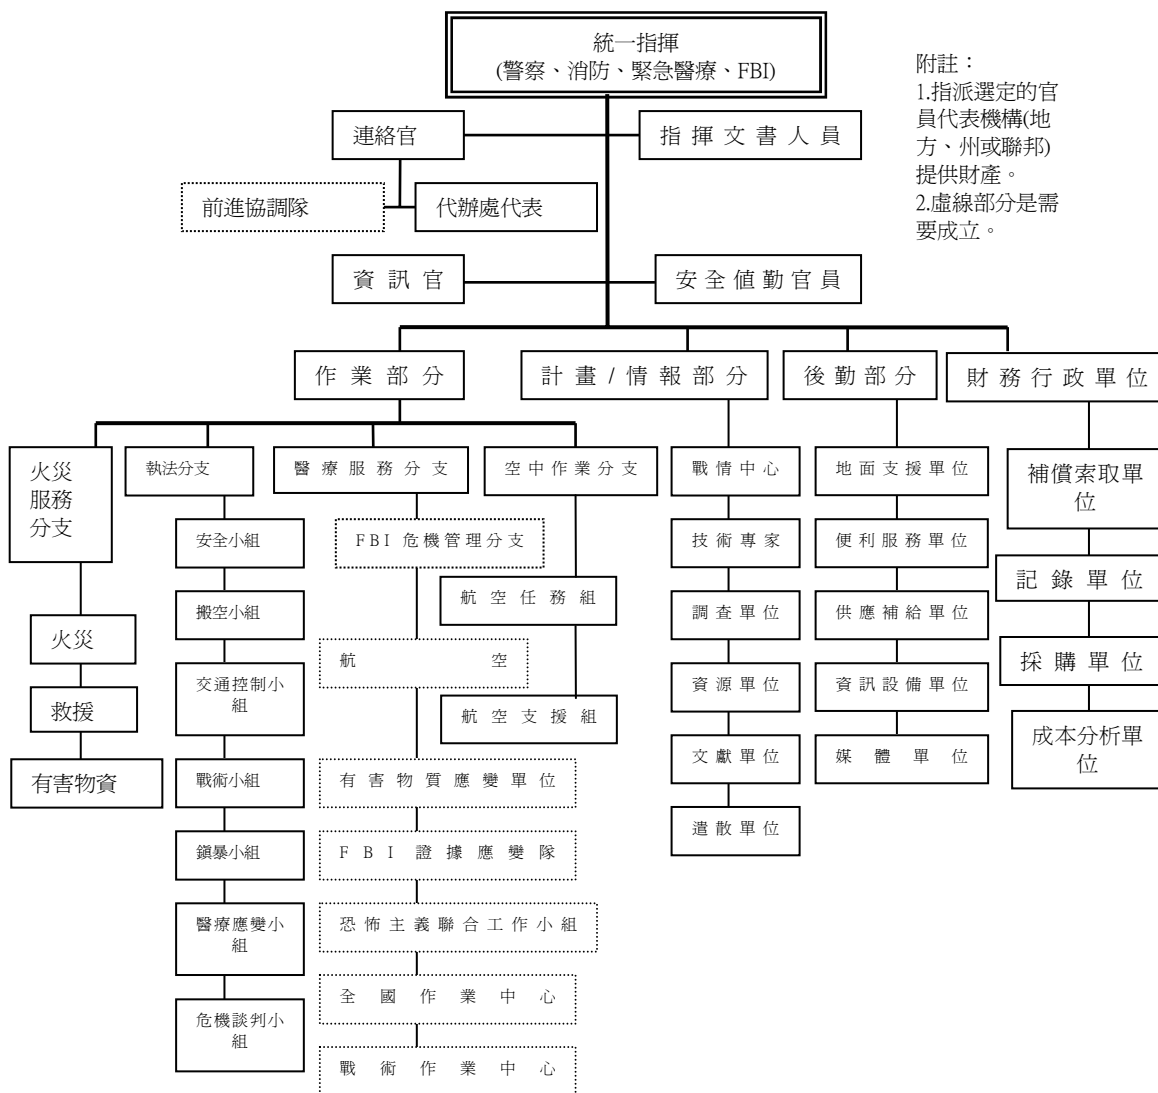 統一指揮
(警察、消防、緊急醫療、FBI)
附註：
1.指派選定的官
員代表機構(地
方、州或聯邦)
提供財產。
2.虛線部分是需
要成立。
連絡官
指揮文書人員
前進協調隊
代辦處代表
資訊官
安全值勤官員
作業部分
計畫/情報部分
後勤部分
財務行政單位
火災
服務
分支
執法分支
醫療服務分支
空中作業分支
戰情中心
地面支援單位
補償索取單
位
安全小組
FBI 危機管理分支
技術專家
便利服務單位
記錄單位
搬空小組
航空任務組
調查單位
供應補給單位
火災
航空
採購單位
交通控制小
組
資源單位
資訊設備單位
救援
航空支援組
成本分析單
位
文獻單位
媒體單位
有害物資
戰術小組
有害物質應變單位
遣散單位
鎮暴小組
FBI 證據應變隊
醫療應變小
組
恐怖主義聯合工作小組
全國作業中心
危機談判小
組
戰術作業中心